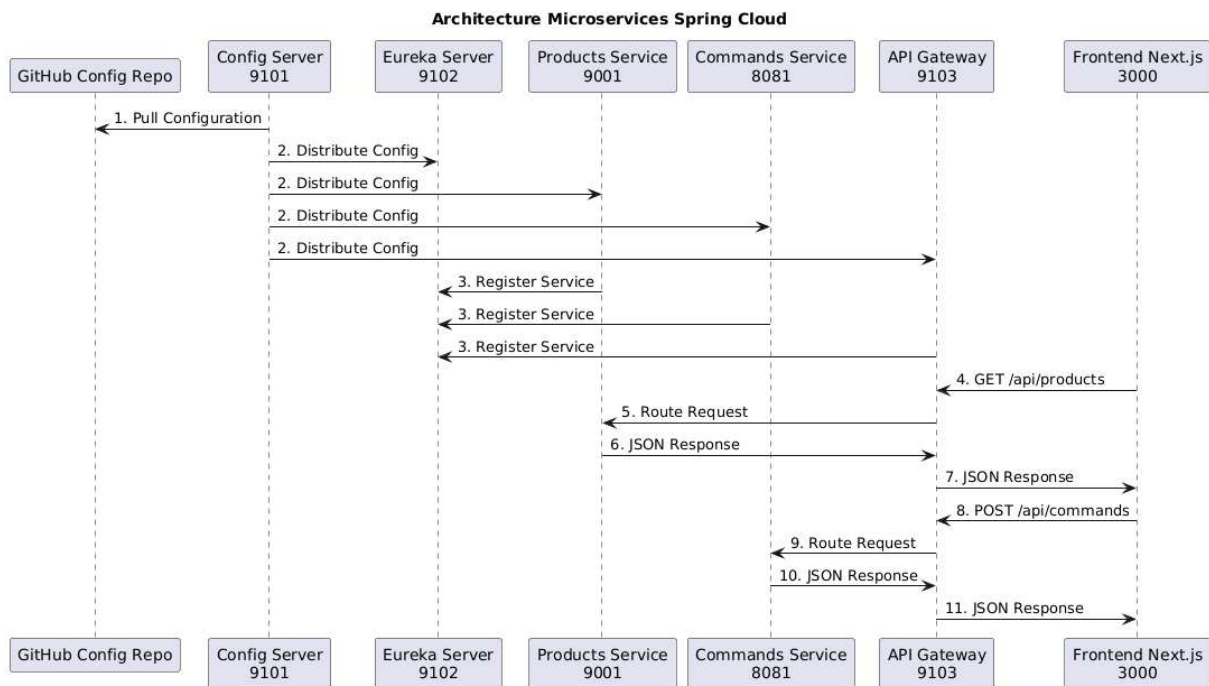 Architecture Microservices Spring Cloud
GitHub Config Repo
Config Server
9101
Eureka Server
9102
Products Service
9001
Commands Service
8081
API Gateway
9103
Frontend Next.js
3000
1. Pull Configuration
2. Distribute Config
2. Distribute Config
2. Distribute Config
2. Distribute Config
3. Register Service
3. Register Service
3. Register Service
4. GET /api/products
5. Route Request
6. JSON Response
7. JSON Response
8. POST /api/commands
9. Route Request
10. JSON Response
11. JSON Response
GitHub Config Repo
Config Server
9101
Eureka Server
9102
Products Service
9001
Commands Service
8081
API Gateway
9103
Frontend Next.js
3000